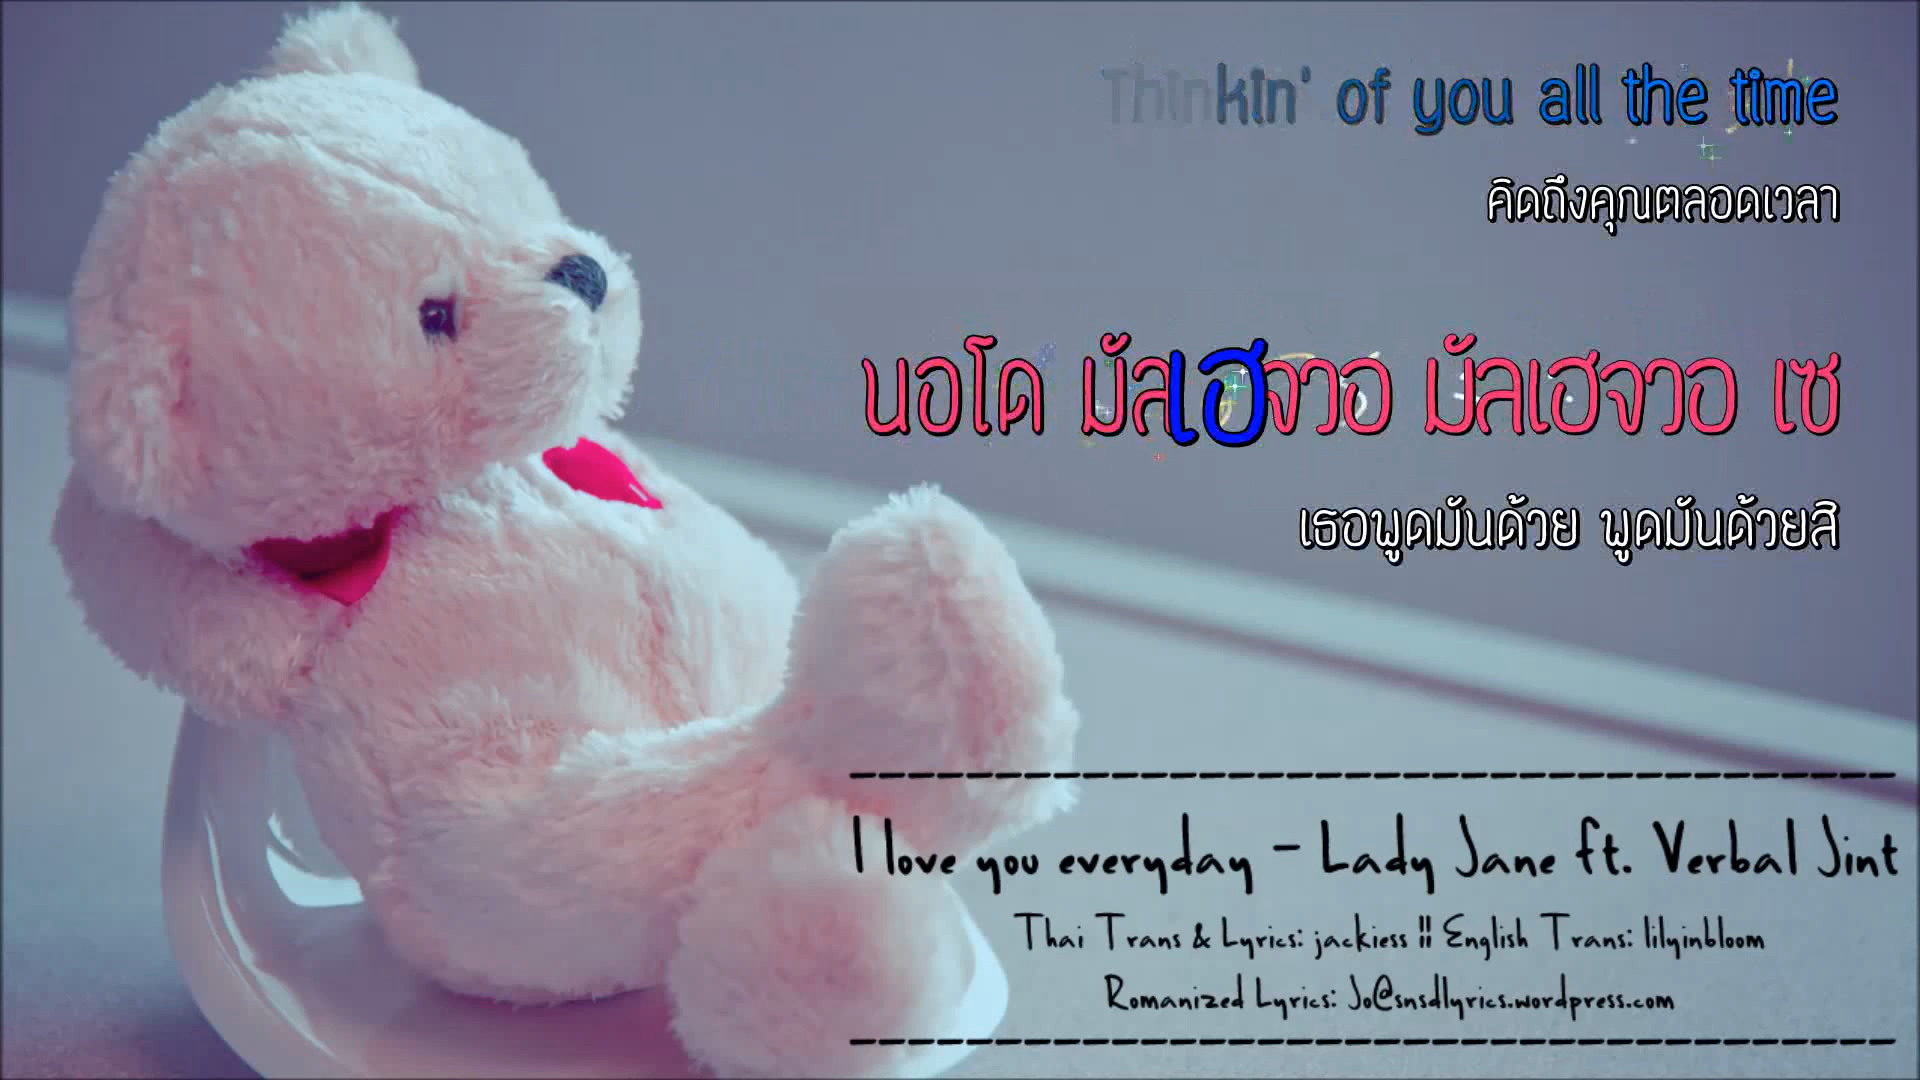 Thinkin' of you all the time
คิดถึงคุณตลอดเวลา
นอโด มัลเฮจวอ มัลเฮจวอ เซ
เธอพูดมันด้วย พูดมันด้วยสิ
I love you everyday - Lady Jane ft. Verbal Jint
Thai Trans & Lyrics: jackiess || English Trans: lilyinbloom
Romanized Lyrics: Jo@snsdlyrics.wordpress.com